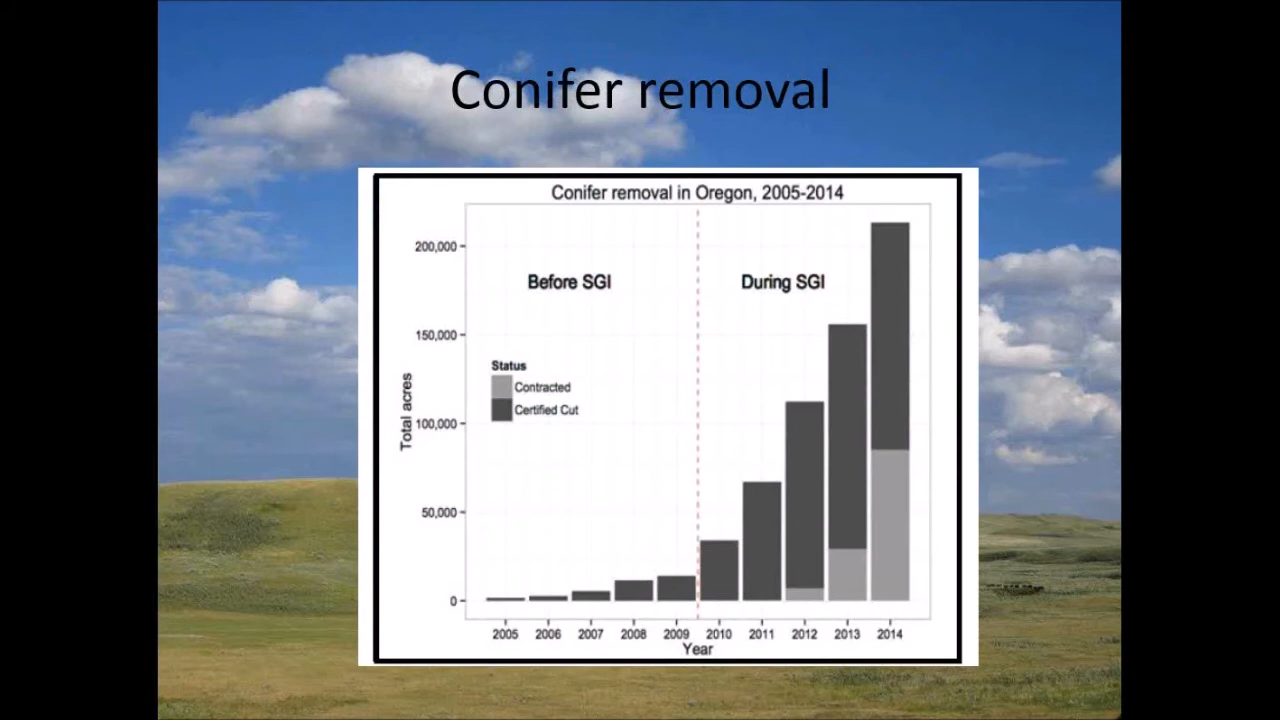 Conifer removal
Conifer removal in Oregon, 2005-2014
200,000
150,000
100,000
50,000
0
Total acres
Before SGI
During SGI
Status
Contracted
Certified Cut
2005 2006 2007 2008 2009 2010 2011 2012 2013 2014
Year